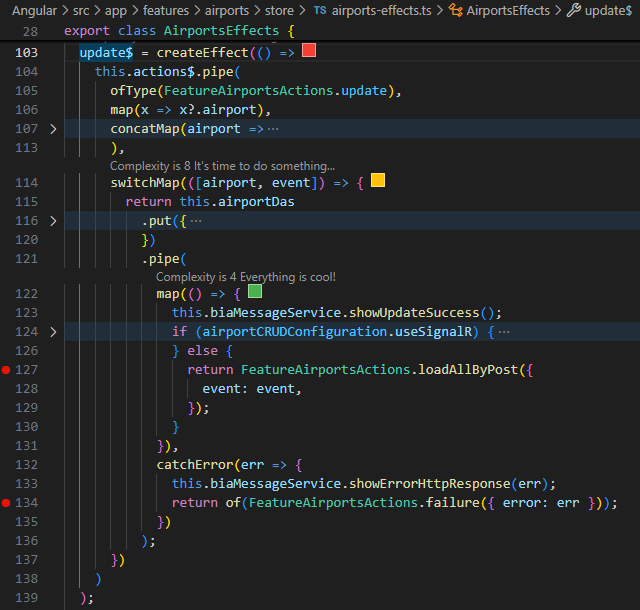 Angular > src > app > features > airports > store > TS airports-effects.ts > AirportsEffects > update$
28 export class AirportsEffects {
103 update$ = createEffect(() =>
104 this.actions$.pipe(
105 ofType(FeatureAirportsActions.update),
106 map(x => x?.airport),
107 > concatMap(airport => ···
113 ),
Complexity is 8 It's time to do something...
114 switchMap(([airport, event]) => {
115 return this.airportDas
116 > .put({ ···
120 })
121 .pipe(
Complexity is 4 Everything is cool!
122 map(() => {
123 this.biaMessageService.showUpdateSuccess();
124 > if (airportCRUDConfiguration.useSignalR) { ···
126 } else {
127 return FeatureAirportsActions.loadAllByPost({
128 event: event,
129 });
130 }
131 }),
132 catchError(err => {
133 this.biaMessageService.showErrorHttpResponse(err);
134 return of(FeatureAirportsActions.failure({ error: err }));
135 })
136 );
137 })
138 )
139 );